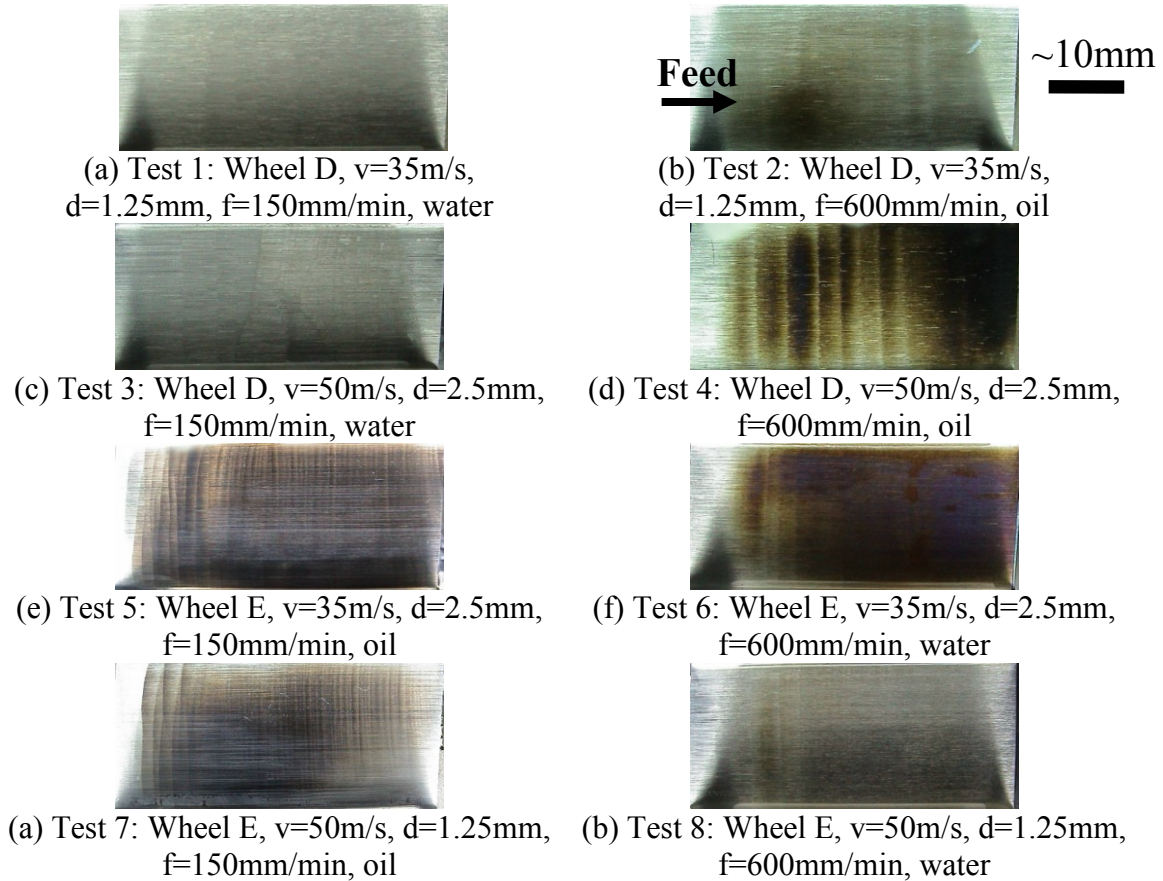 Feed
~10mm
(a) Test 1: Wheel D, v=35m/s,
d=1.25mm, f=150mm/min, water
(b) Test 2: Wheel D, v=35m/s,
d=1.25mm, f=600mm/min, oil
(c) Test 3: Wheel D, v=50m/s, d=2.5mm,
f=150mm/min, water
(d) Test 4: Wheel D, v=50m/s, d=2.5mm,
f=600mm/min, oil
(e) Test 5: Wheel E, v=35m/s, d=2.5mm,
f=150mm/min, oil
(f) Test 6: Wheel E, v=35m/s, d=2.5mm,
f=600mm/min, water
(a) Test 7: Wheel E, v=50m/s, d=1.25mm,
f=150mm/min, oil
(b) Test 8: Wheel E, v=50m/s, d=1.25mm,
f=600mm/min, water